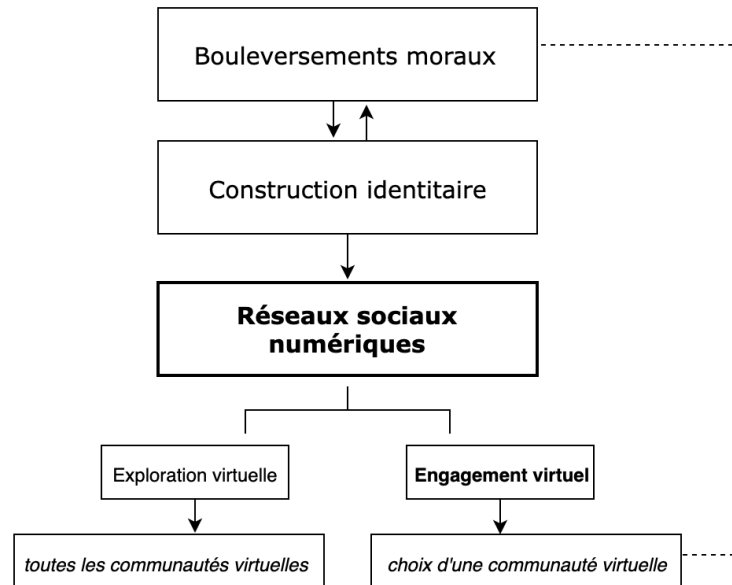 Bouleversements moraux
Construction identitaire
Réseaux sociaux
numériques
Exploration virtuelle
Engagement virtuel
toutes les communautés virtuelles
choix d'une communauté virtuelle